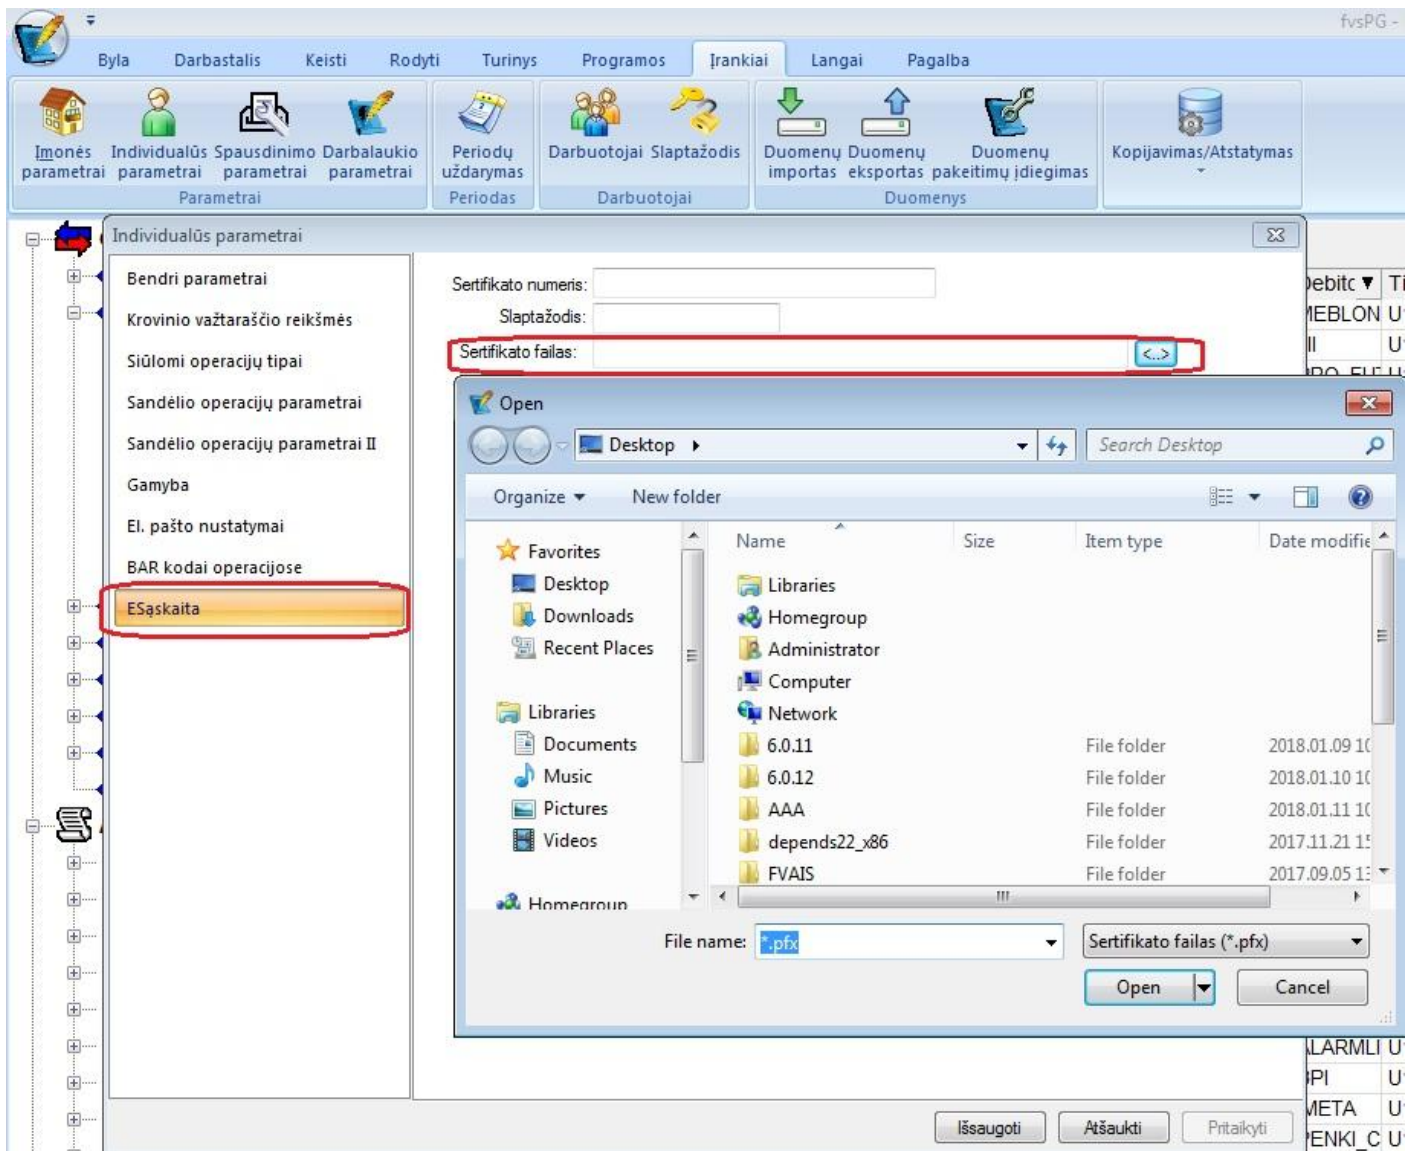 fvsPG -
Byla Darbastalis Keisti Rodyti Turinys Programos Įrankiai Langai Pagalba
Įmonės parametrai
Individualūs parametrai
Spausdinimo parametrai
Darbalaukio parametrai
Periodų uždarymas
Darbuotojai
Slaptažodis
Duomenų importas
Duomenų eksportas
Duomenų pakeitimų įdiegimas
Kopijavimas/Atstatymas
Parametrai Periodas Darbuotojai Duomenys
Individualūs parametrai
Bendri parametrai
Krovinio važtaraščio reikšmės
Siūlomi operacijų tipai
Sandėlio operacijų parametrai
Sandėlio operacijų parametrai II
Gamyba
El. pašto nustatymai
BAR kodai operacijose
ESąskaita
Sertifikato numeris:
Slaptažodis:
Sertifikato failas:
<..>
Open
Desktop
Search Desktop
Organize
New folder
Favorites
Desktop
Downloads
Recent Places
Libraries
Documents
Music
Pictures
Videos
Homegroup
Name Size Item type Date modifie
Libraries
Homegroup
Administrator
Computer
Network
6.0.11 File folder 2018.01.09 10
6.0.12 File folder 2018.01.10 10
AAA File folder 2018.01.11 10
depends22_x86 File folder 2017.11.21 15
FVAIS File folder 2017.09.05 13
File name: *.pfx
Sertifikato failas (*.pfx)
Open
Cancel
Išsaugoti
Atšaukti
Pritaikyti